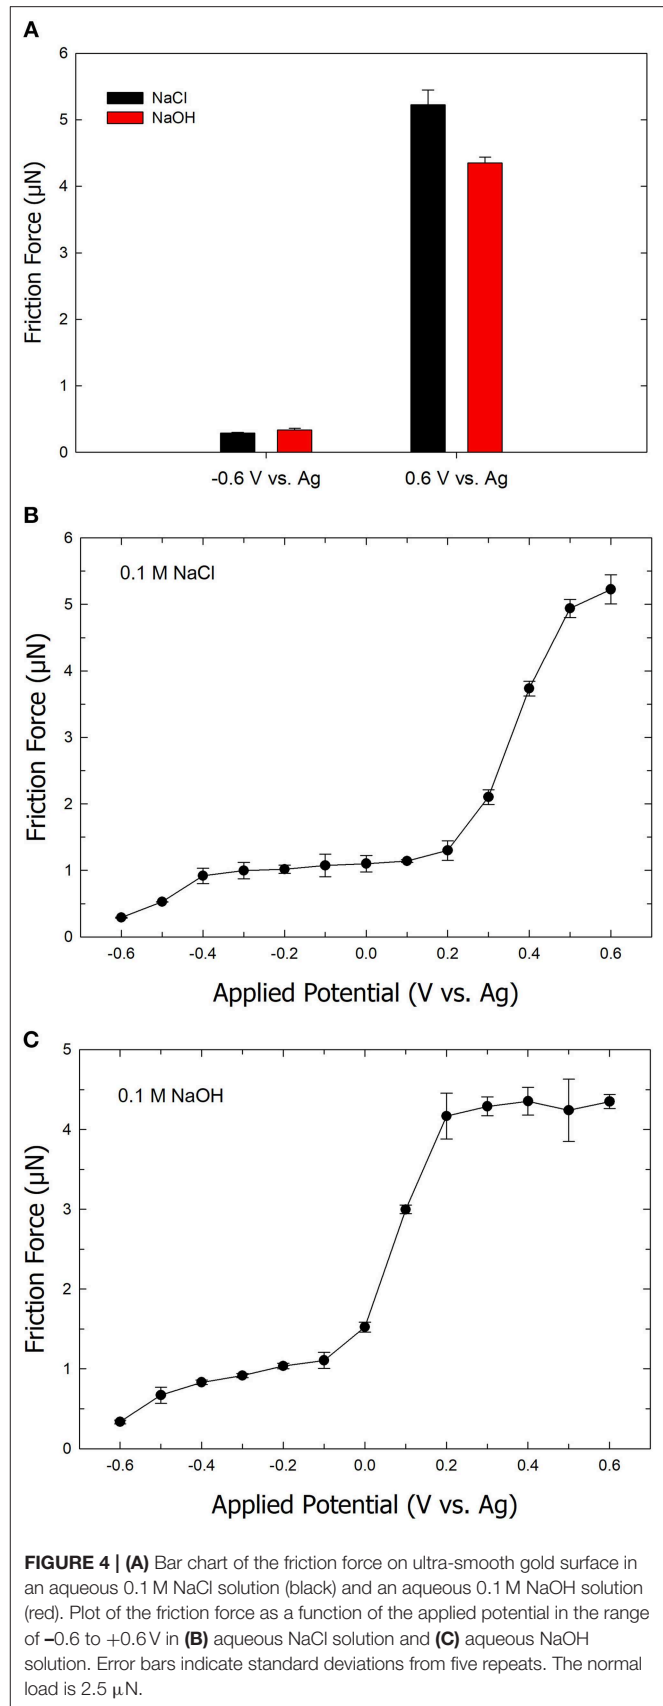 A
6
5
4
3
2
1
0
Friction Force (µN)
NaCl
NaOH
-0.6 V vs. Ag 0.6 V vs. Ag
B
6
5
4
3
2
1
0
Friction Force (µN)
0.1 M NaCl
-0.6 -0.4 -0.2 0.0 0.2 0.4 0.6
Applied Potential (V vs. Ag)
C
5
4
3
2
1
0
Friction Force (µN)
0.1 M NaOH
-0.6 -0.4 -0.2 0.0 0.2 0.4 0.6
Applied Potential (V vs. Ag)
FIGURE 4 | (A) Bar chart of the friction force on ultra-smooth gold surface in
an aqueous 0.1 M NaCl solution (black) and an aqueous 0.1 M NaOH solution
(red). Plot of the friction force as a function of the applied potential in the range
of –0.6 to +0.6 V in (B) aqueous NaCl solution and (C) aqueous NaOH
solution. Error bars indicate standard deviations from five repeats. The normal
load is 2.5 µN.